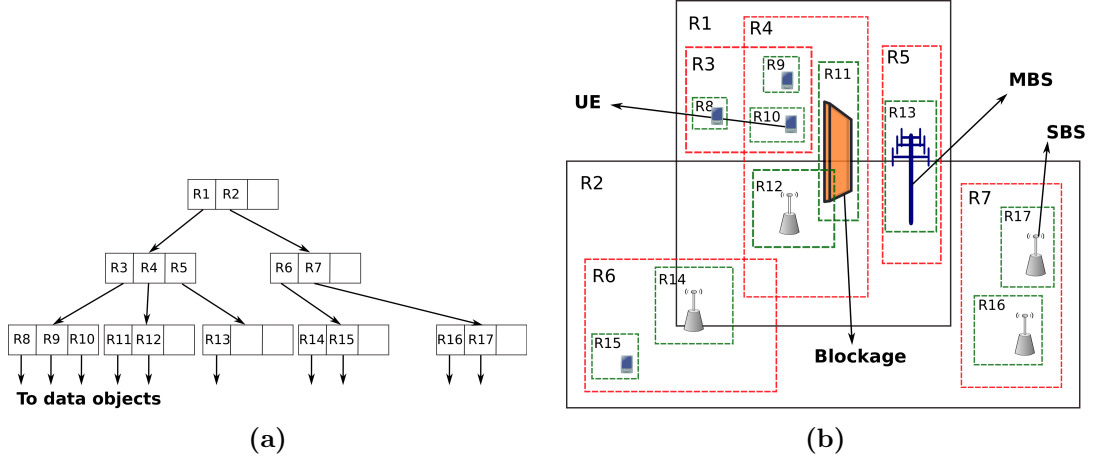 R1 R2
R3 R4 R5
R6 R7
R8 R9 R10
R11 R12
R13
R14 R15
R16 R17
To data objects
(a)
R1
R4
R9
R3
R11
R5
MBS
UE
R8
R10
R13
SBS
R2
R12
R7
R17
R6
R14
R16
R15
Blockage
(b)